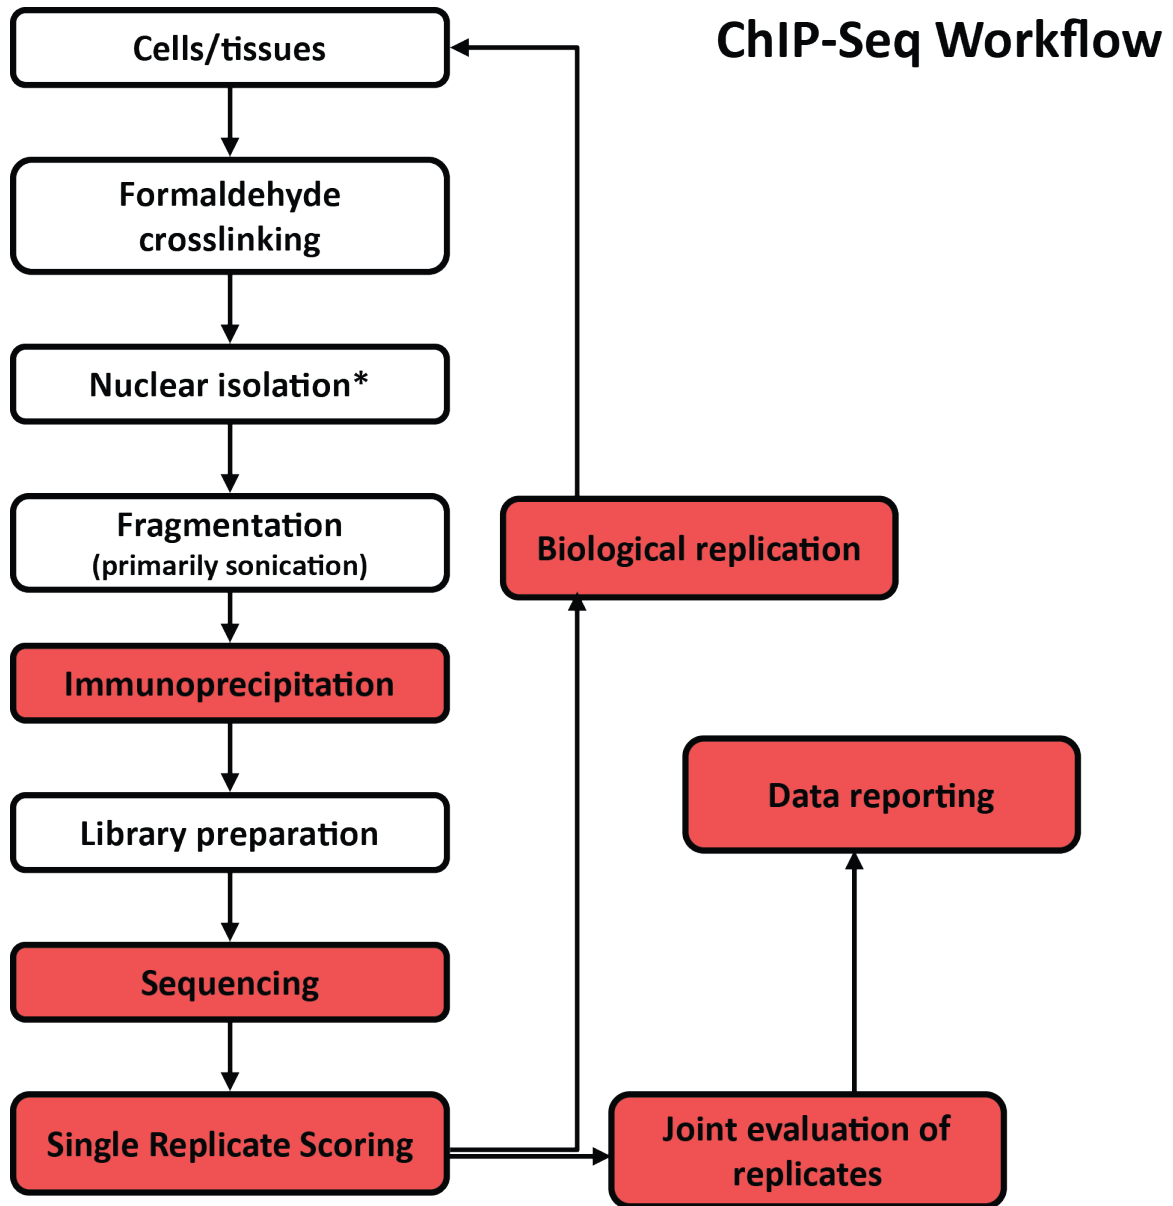 ChIP-Seq Workflow
Cells/tissues
Formaldehyde
crosslinking
Nuclear isolation*
Fragmentation
(primarily sonication)
Immunoprecipitation
Library preparation
Sequencing
Single Replicate Scoring
Biological replication
Joint evaluation of
replicates
Data reporting